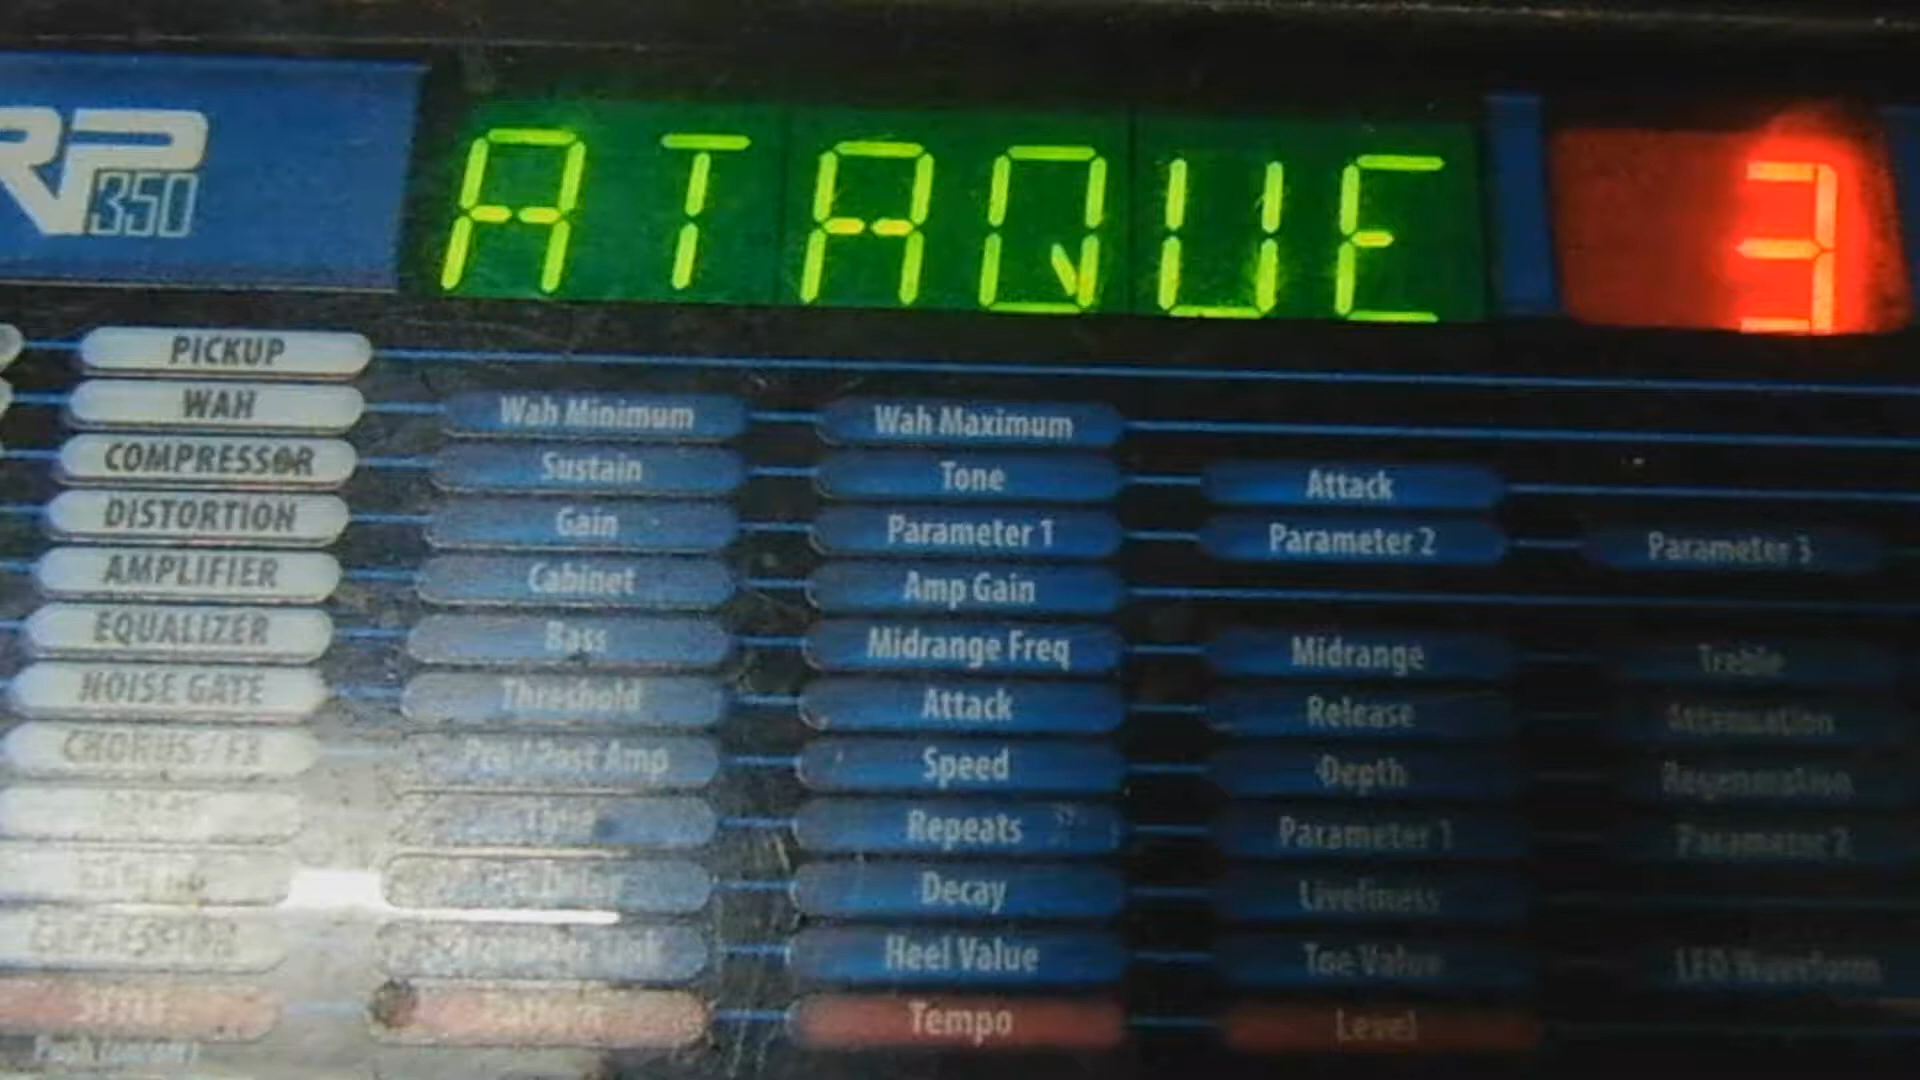 RP 350 ATAQUE 3
PICKUP
WAH Wah Minimum Wah Maximum
COMPRESSOR Sustain Tone Attack
DISTORTION Gain Parameter 1 Parameter 2 Parameter 3
AMPLIFIER Cabinet Amp Gain
EQUALIZER Bass Midrange Freq Midrange Treble
NOISE GATE Threshold Attack Release Attenuation
CHORUS / FX Pre / Post Amp Speed Depth Regeneration
Repeats Parameter 1 Parameter 2
Decay Liveliness
EXPRESSION Heel Value Toe Value LFO Waveform
Tempo Level